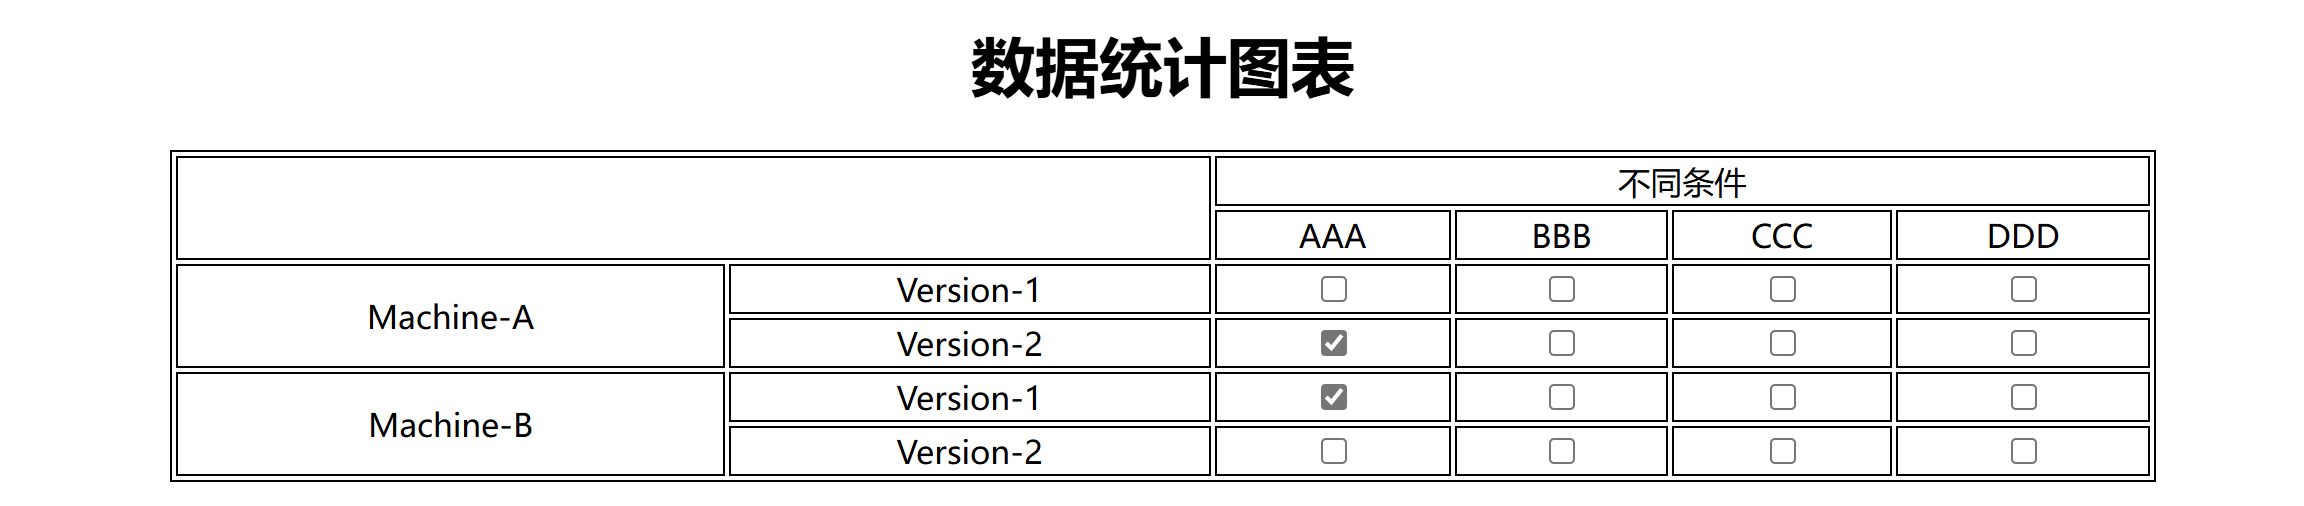 数据统计图表
不同条件
AAA BBB CCC DDD
Machine-A
Version-1
Version-2
Machine-B
Version-1
Version-2